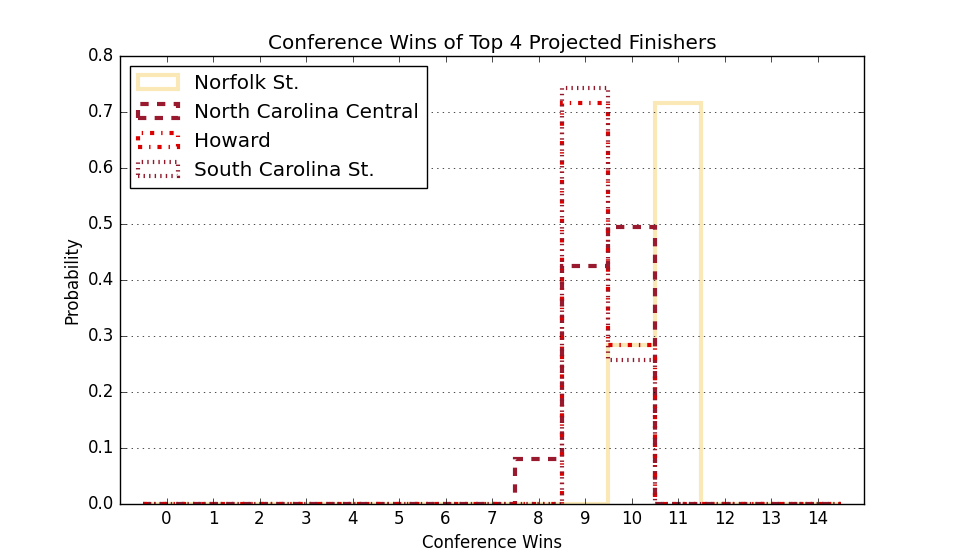 Conference Wins of Top 4 Projected Finishers
Norfolk St.
North Carolina Central
Howard
South Carolina St.
Probability
0.8
0.7
0.6
0.5
0.4
0.3
0.2
0.1
0.0
0 1 2 3 4 5 6 7 8 9 10 11 12 13 14
Conference Wins